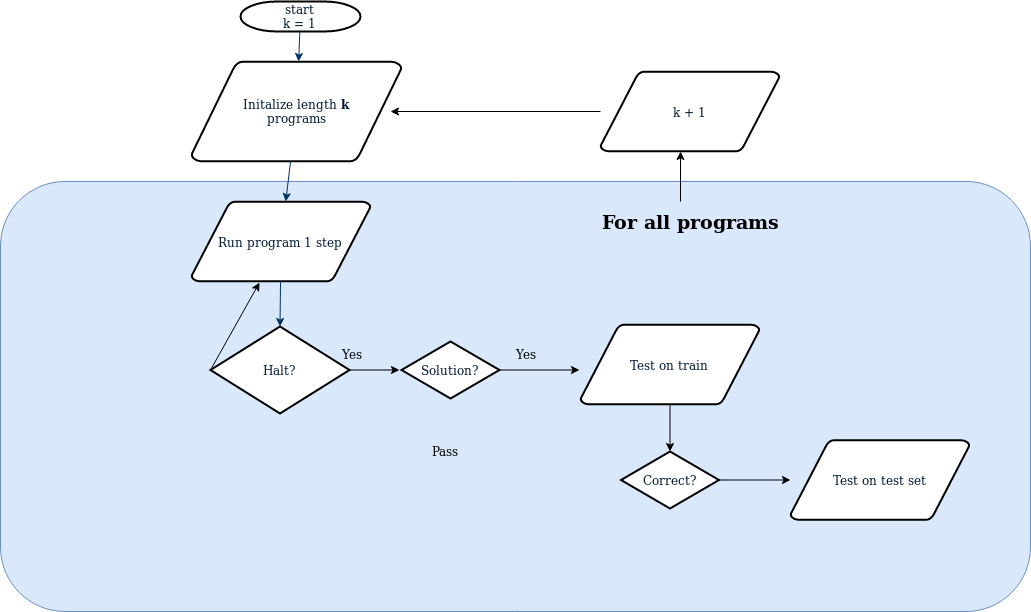 start
k = 1
Initalize length k
programs
k + 1
For all programs
Run program 1 step
Halt?
Yes
Solution?
Yes
Test on train
Pass
Correct?
Test on test set